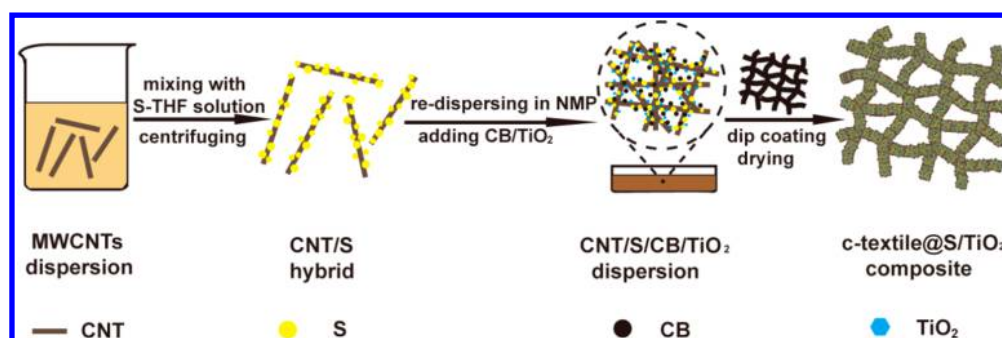 mixing with
S-THF solution
centrifuging
re-dispersing in NMP
adding CB/TiO₂
dip coating
drying
MWCNTs
dispersion
CNT/S
hybrid
CNT/S/CB/TiO₂
dispersion
c-textile@S/TiO₂
composite
CNT
S
CB
TiO₂